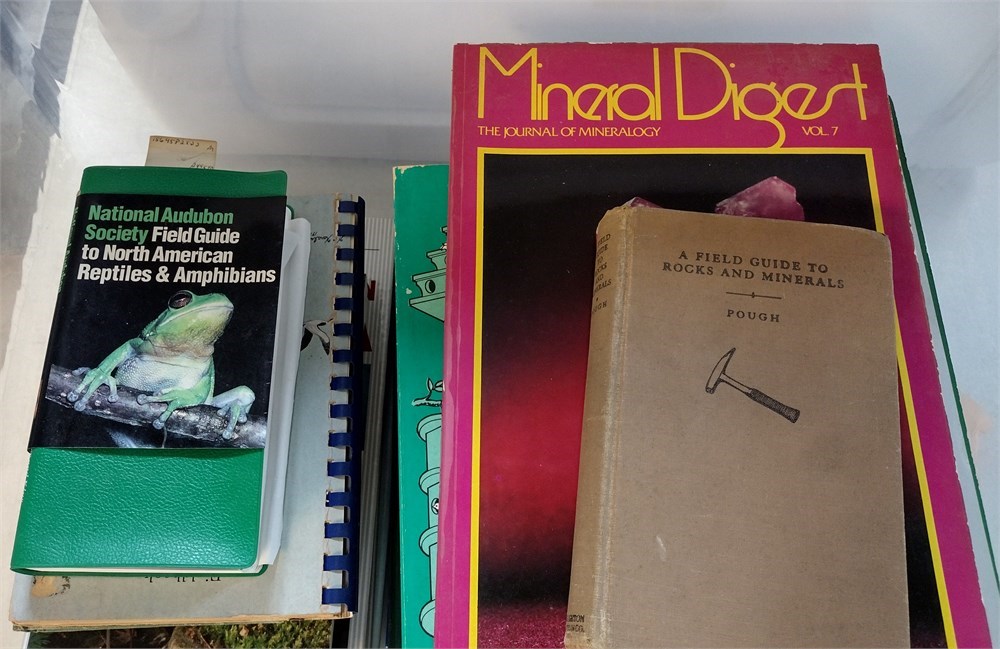 National Audubon
Society Field Guide
to North American
Reptiles & Amphibians
Mineral Digest
THE JOURNAL OF MINERALOGY
VOL. 7
A FIELD GUIDE TO
ROCKS AND MINERALS
POUGH